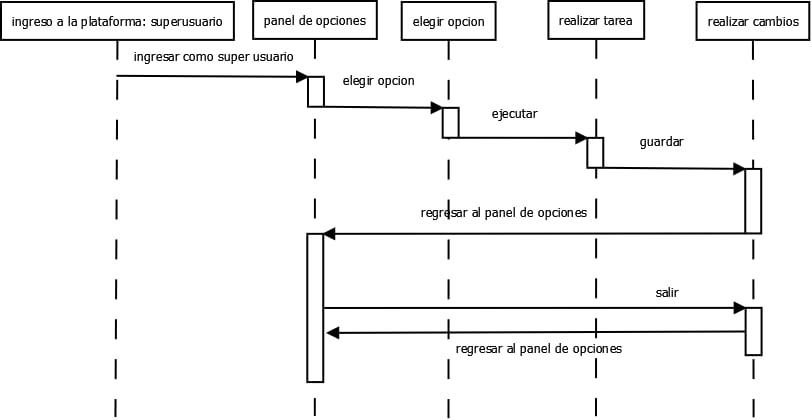 ingreso a la plataforma: superusuario
panel de opciones
elegir opcion
realizar tarea
realizar cambios
ingresar como super usuario
elegir opcion
ejecutar
guardar
regresar al panel de opciones
salir
regresar al panel de opciones